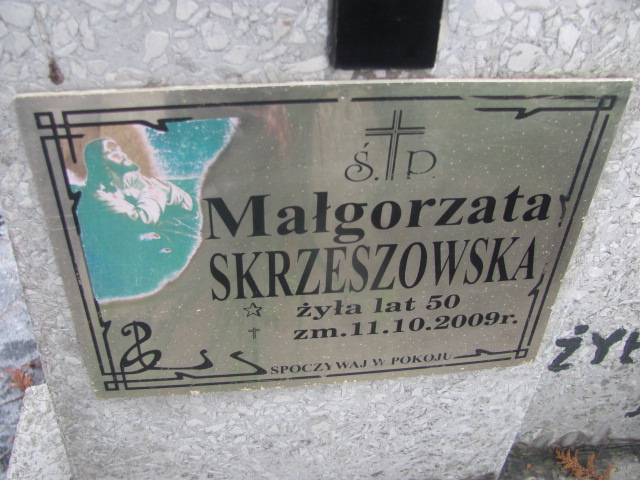 Ś.P.
Małgorzata
SKRZESZOWSKA
żyła lat 50
zm.11.10.2009r.
SPOCZYWAJ W POKOJU